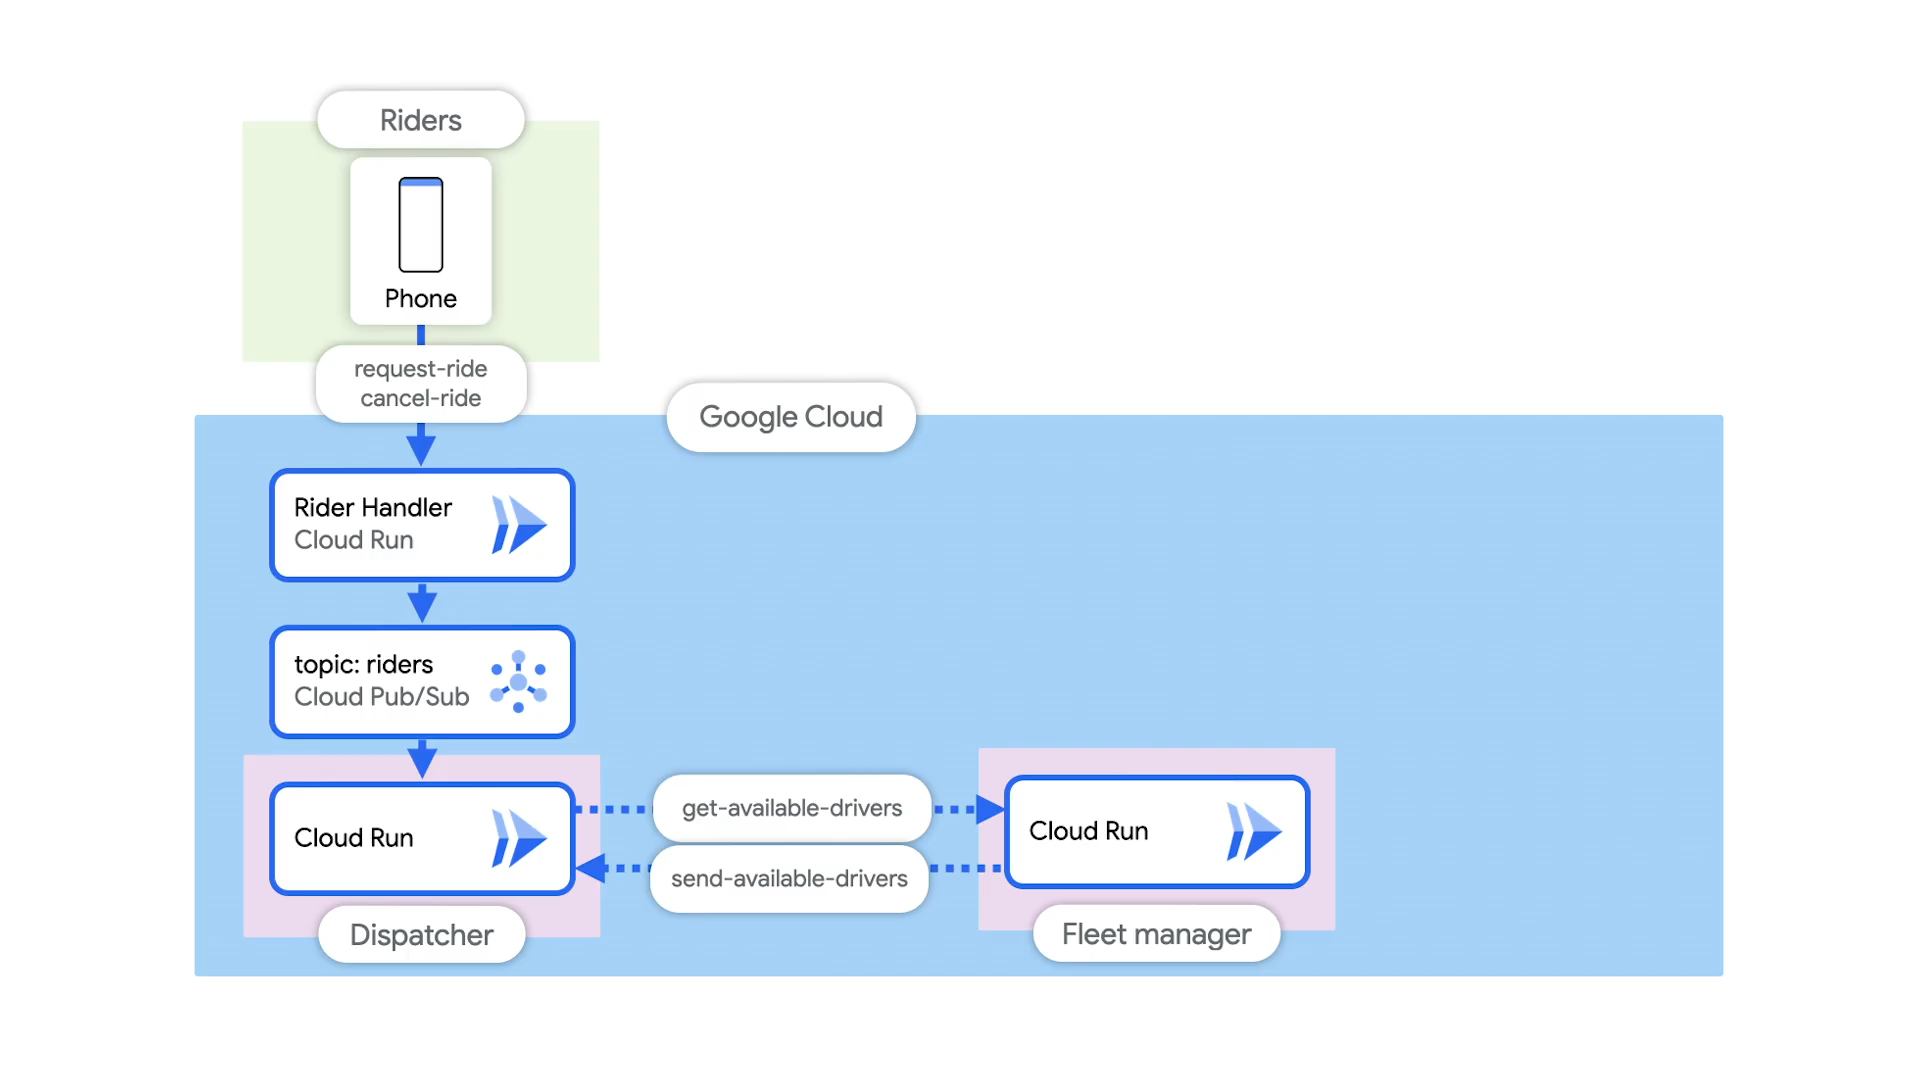 Riders
Phone
request-ride
cancel-ride
Google Cloud
Rider Handler
Cloud Run
topic: riders
Cloud Pub/Sub
Cloud Run
get-available-drivers
send-available-drivers
Cloud Run
Dispatcher
Fleet manager